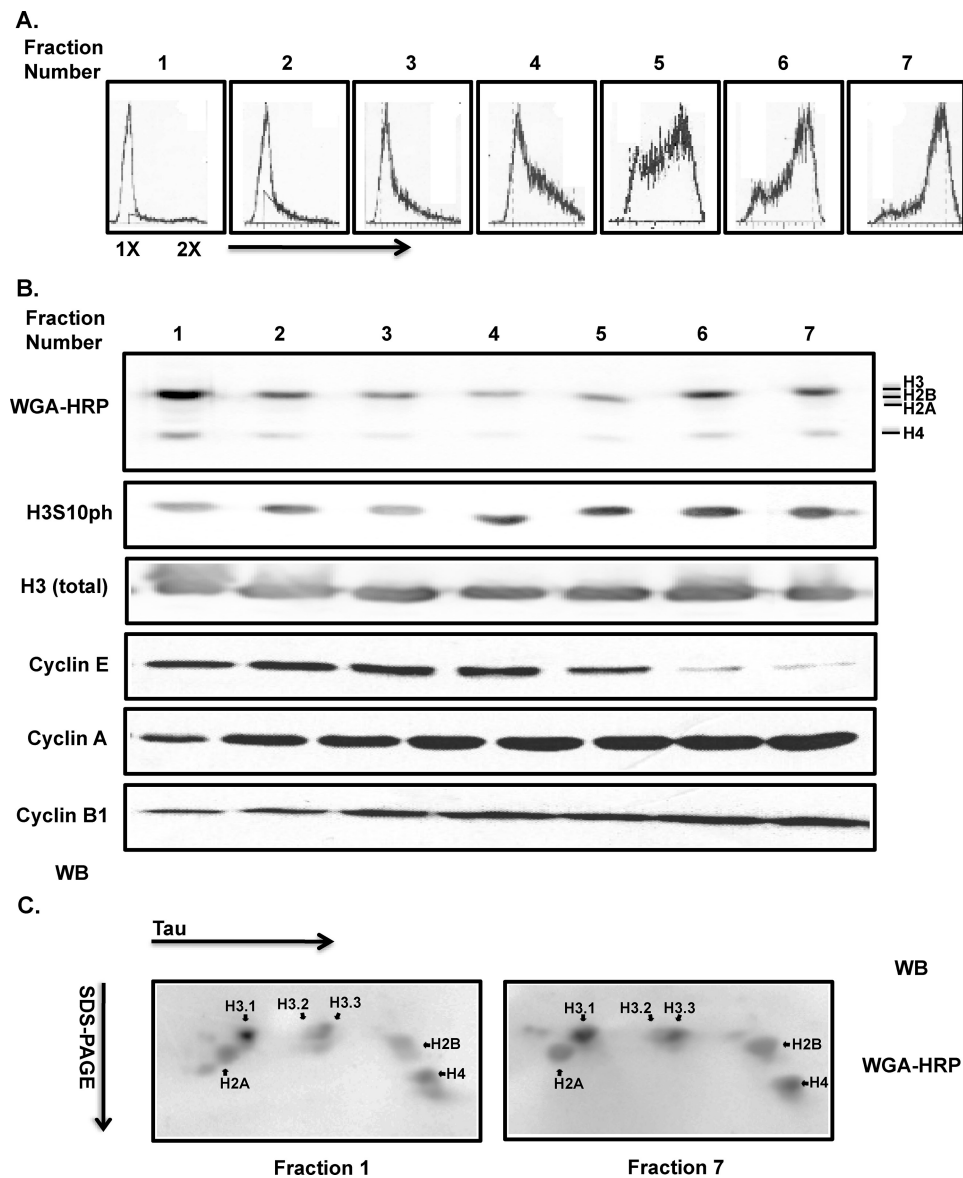 A.
Fraction Number 1 2 3 4 5 6 7
1X 2X
B.
Fraction Number 1 2 3 4 5 6 7
WGA-HRP
H3
H2B
H2A
H4
H3S10ph
H3 (total)
Cyclin E
Cyclin A
Cyclin B1
WB
C.
Tau
SDS-PAGE
H3.1 H3.2 H3.3
H2B
H4
H2A
Fraction 1
H3.1 H3.2 H3.3
H2B
H4
H2A
Fraction 7
WB
WGA-HRP